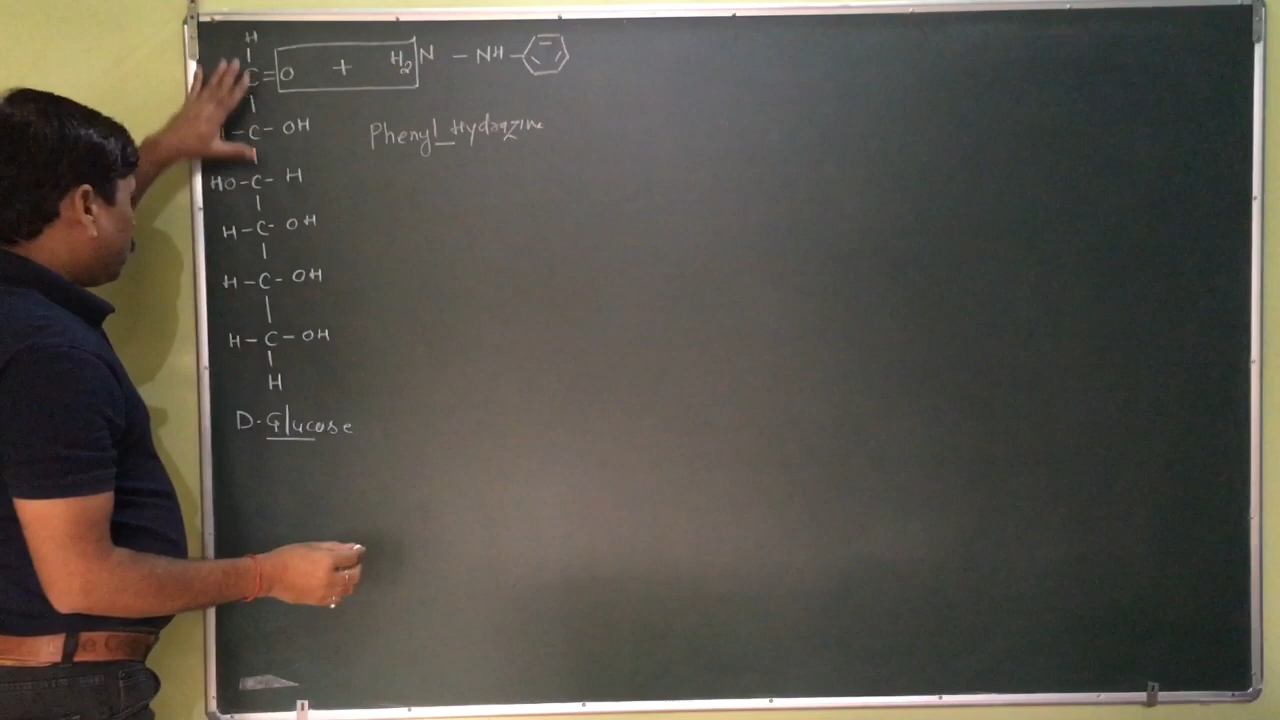 H
C=O + H₂N - NH-
-C-OH
Phenyl Hydrazine
HO-C-H
H-C-OH
H-C-OH
H-C-OH
H
D-Glucose